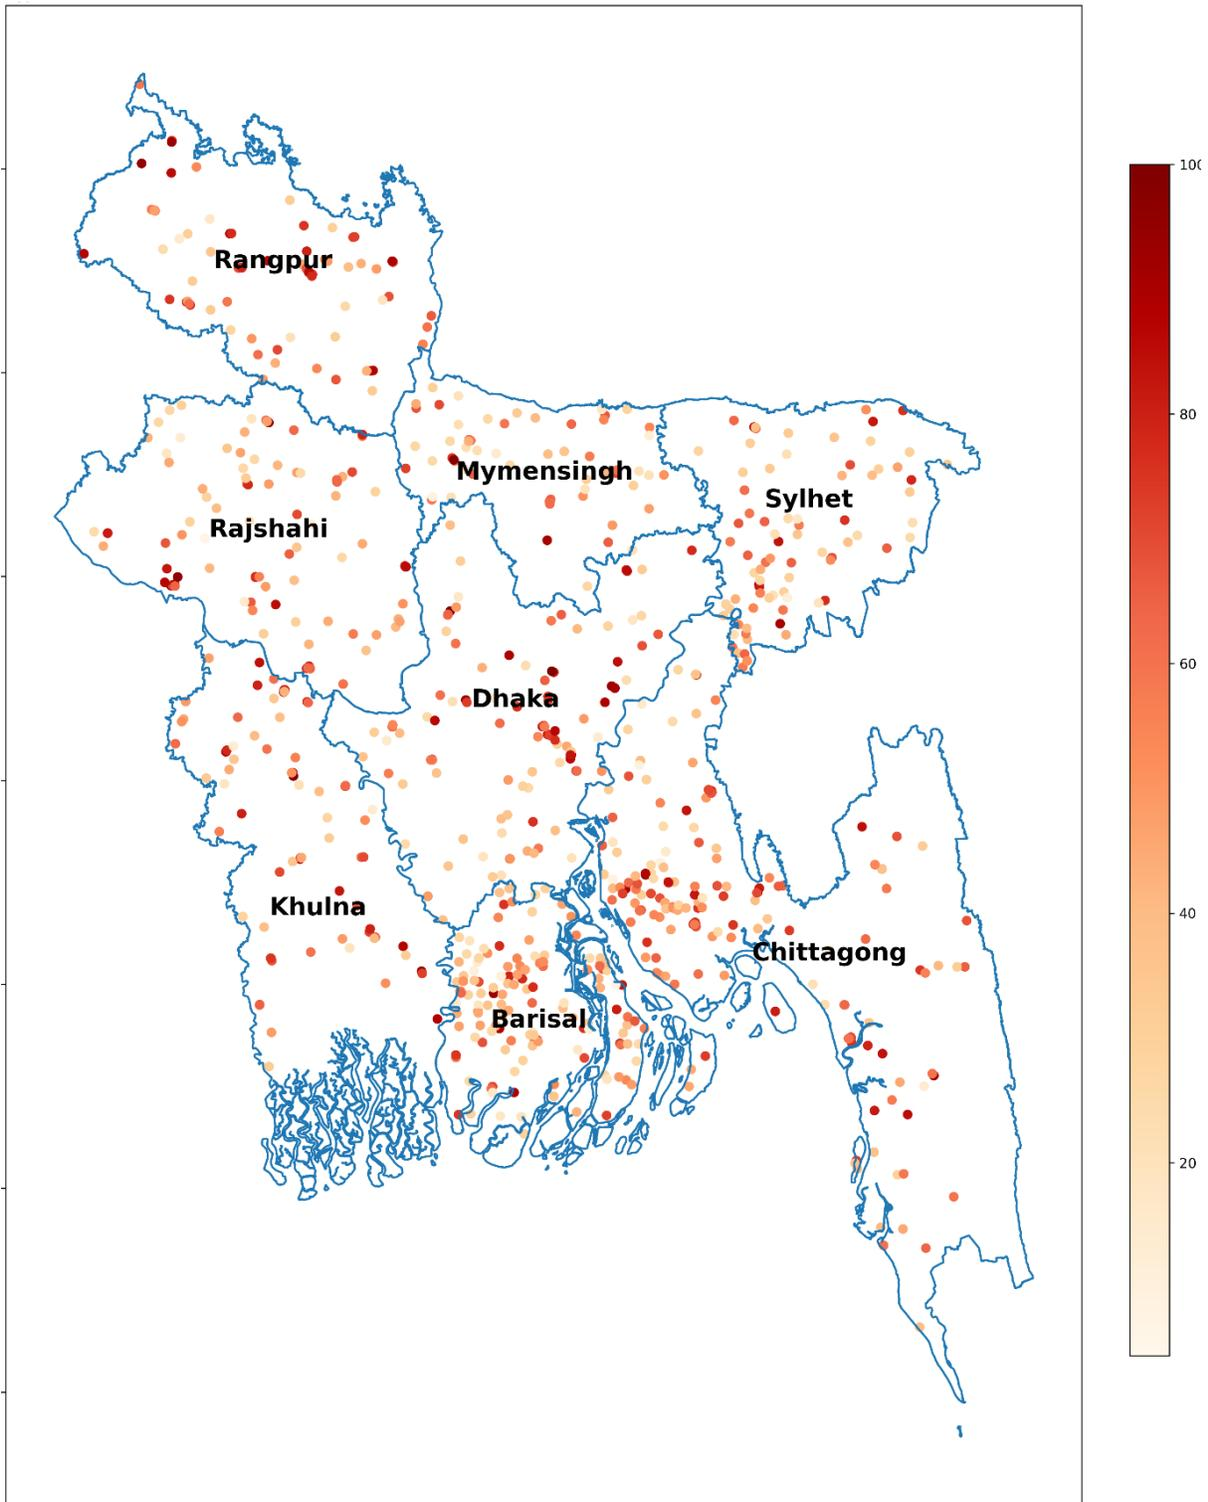 100
Rangpur
80
Mymensingh
Sylhet
Rajshahi
60
Dhaka
Khulna
40
Chittagong
Barisal
20